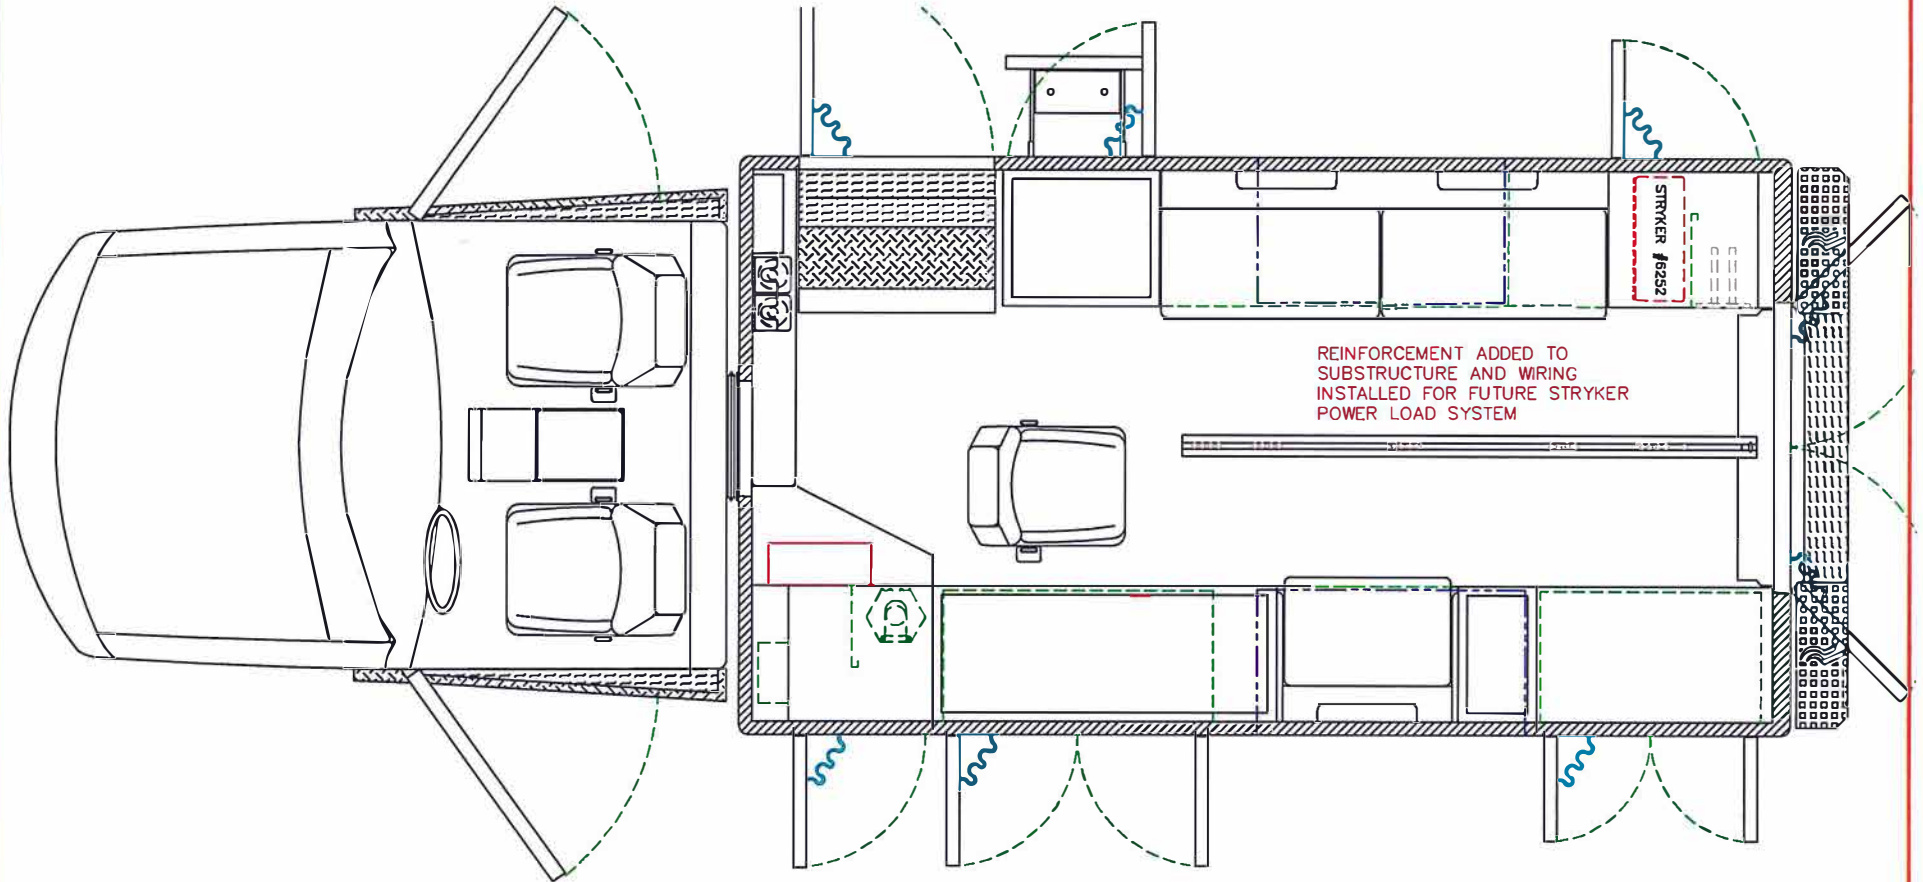 STRYKER #6252
REINFORCEMENT ADDED TO
SUBSTRUCTURE AND WIRING
INSTALLED FOR FUTURE STRYKER
POWER LOAD SYSTEM